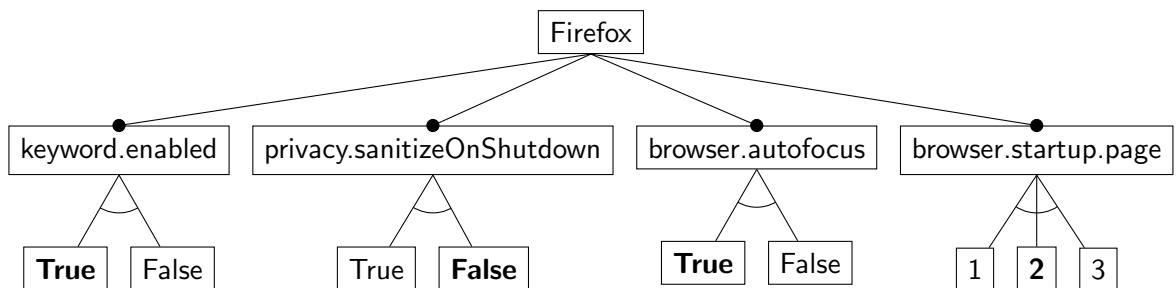 Firefox
keyword.enabled privacy.sanitizeOnShutdown browser.autofocus browser.startup.page
True False True False True False 1 2 3